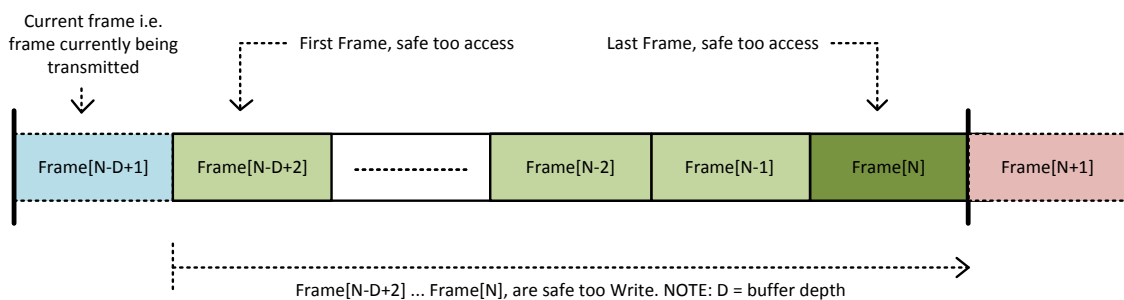 Current frame i.e.
frame currently being
transmitted
First Frame, safe too access
Last Frame, safe too access
Frame[N-D+1]
Frame[N-D+2]
Frame[N-2]
Frame[N-1]
Frame[N]
Frame[N+1]
Frame[N-D+2] ... Frame[N], are safe too Write. NOTE: D = buffer depth